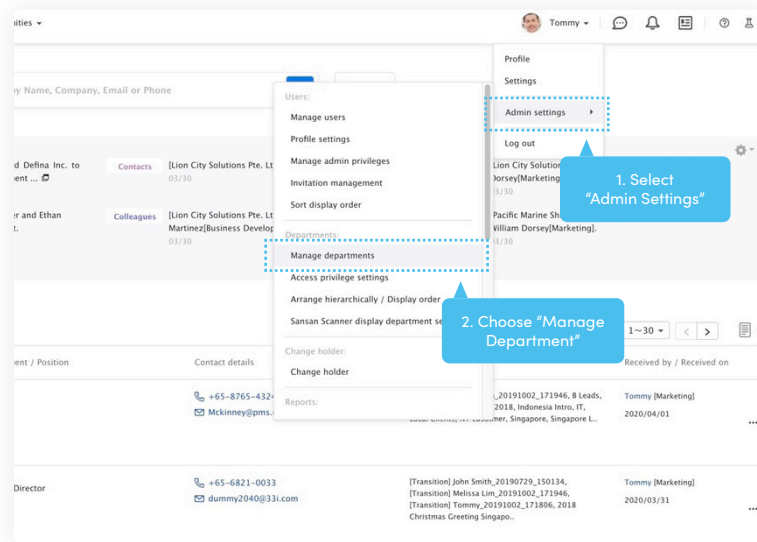 ities
Tommy
Profile
Settings
Admin settings
Log out
y Name, Company, Email or Phone
Users:
Manage users
Profile settings
Manage admin privileges
Invitation management
Sort display order
Departments:
Manage departments
Access privilege settings
Arrange hierarchically / Display order
Sansan Scanner display department se
Change holder:
Change holder
Reports:
1. Select
"Admin Settings"
2. Choose "Manage
Department"
d Defina Inc. to
ent ...
Contacts
[Lion City Solutions Pte. Lt
03/30
Lion City Solution
Dorsey[Marketing
03/30
er and Ethan
t.
Colleagues
[Lion City Solutions Pte. Lt
Martinez[Business Develop
03/30
Pacific Marine Sh
William Dorsey[Marketing].
03/30
1~30
ent / Position
Contact details
Received by / Received on
+65-8765-432
Mckinney@pms.
_20191002_171946, B Leads,
2018, Indonesia Intro, IT,
Singapore, Singapore L..
Tommy [Marketing]
2020/04/01
Director
+65-6821-0033
dummy2040@33i.com
[Transition] John Smith_20190729_150134,
[Transition] Melissa Lim_20191002_171946,
[Transition] Tommy_20191002_171806, 2018
Christmas Greeting Singapo..
Tommy [Marketing]
2020/03/31